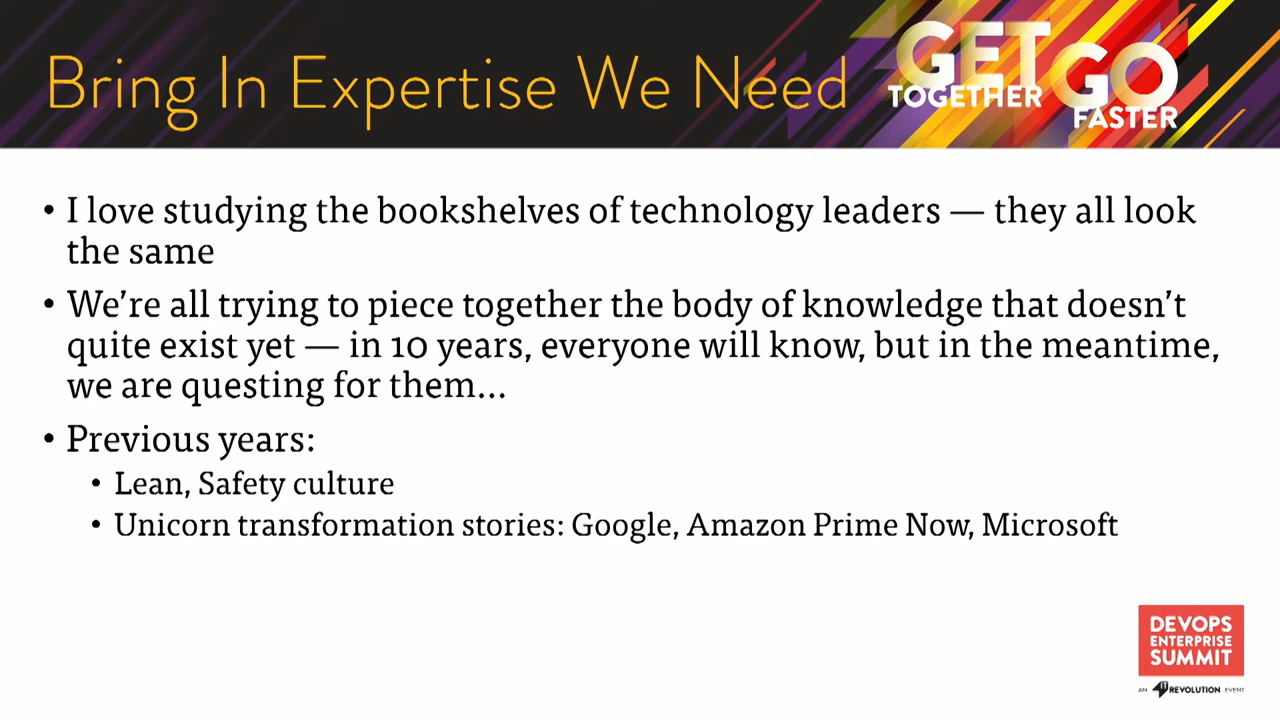 Bring In Expertise We Need
GET
TOGETHER
GO
FASTER
• I love studying the bookshelves of technology leaders — they all look
the same
• We’re all trying to piece together the body of knowledge that doesn’t
quite exist yet — in 10 years, everyone will know, but in the meantime,
we are questing for them...
• Previous years:
• Lean, Safety culture
• Unicorn transformation stories: Google, Amazon Prime Now, Microsoft
DEVOPS
ENTERPRISE
SUMMIT
AN IT REVOLUTION EVENT